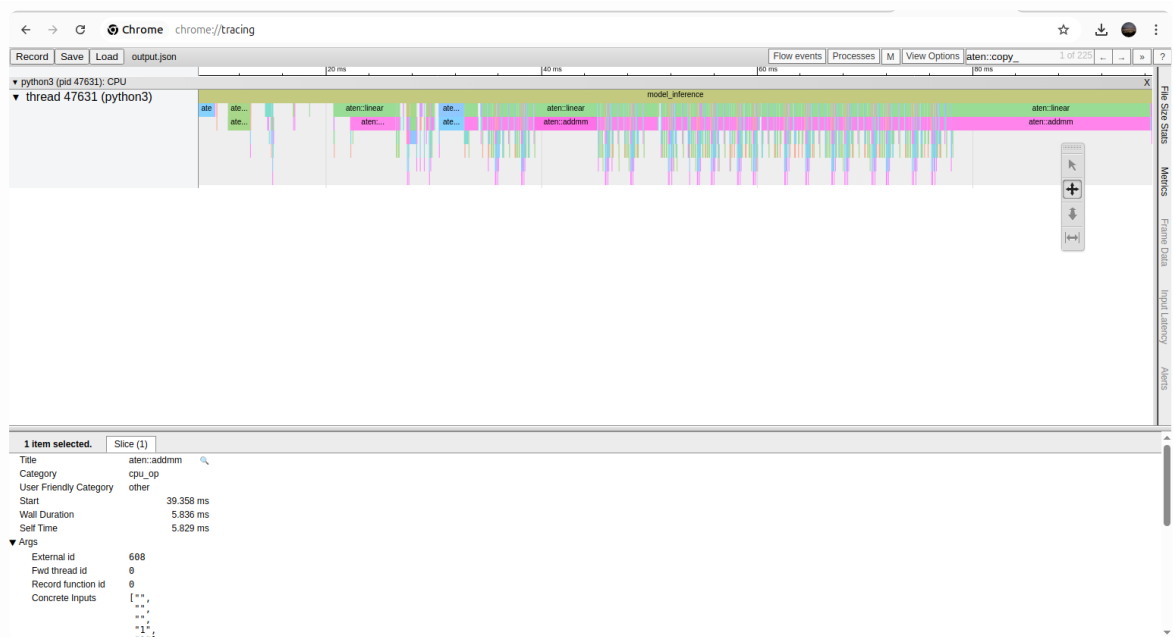 Chrome chrome://tracing
Record Save Load output.json Flow events Processes M View Options aten::copy_ 1 of 225 ← → » ?
20 ms 40 ms 60 ms 80 ms
▾ python3 (pid 47631): CPU X
▼ thread 47631 (python3)
model_inference
ate ate... aten::linear ate... aten::linear aten::linear
ate... aten:... ate... aten::addmm aten::addmm
File Size Stats
Metrics
Frame Data
Input Latency
Alerts
1 item selected. Slice (1)
Title aten::addmm
Category cpu_op
User Friendly Category other
Start 39.358 ms
Wall Duration 5.836 ms
Self Time 5.829 ms
▼ Args
External id 608
Fwd thread id 0
Record function id 0
Concrete Inputs ["",
"",
"",
"1",